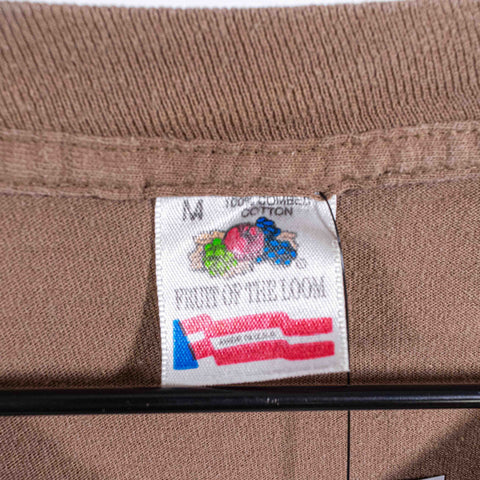 M
100% COMBED
COTTON
FRUIT OF THE LOOM